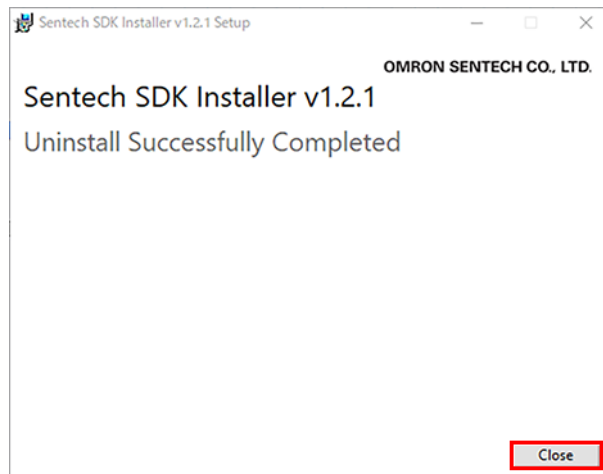 Sentech SDK Installer v1.2.1 Setup
OMRON SENTECH CO., LTD.
Sentech SDK Installer v1.2.1
Uninstall Successfully Completed
Close